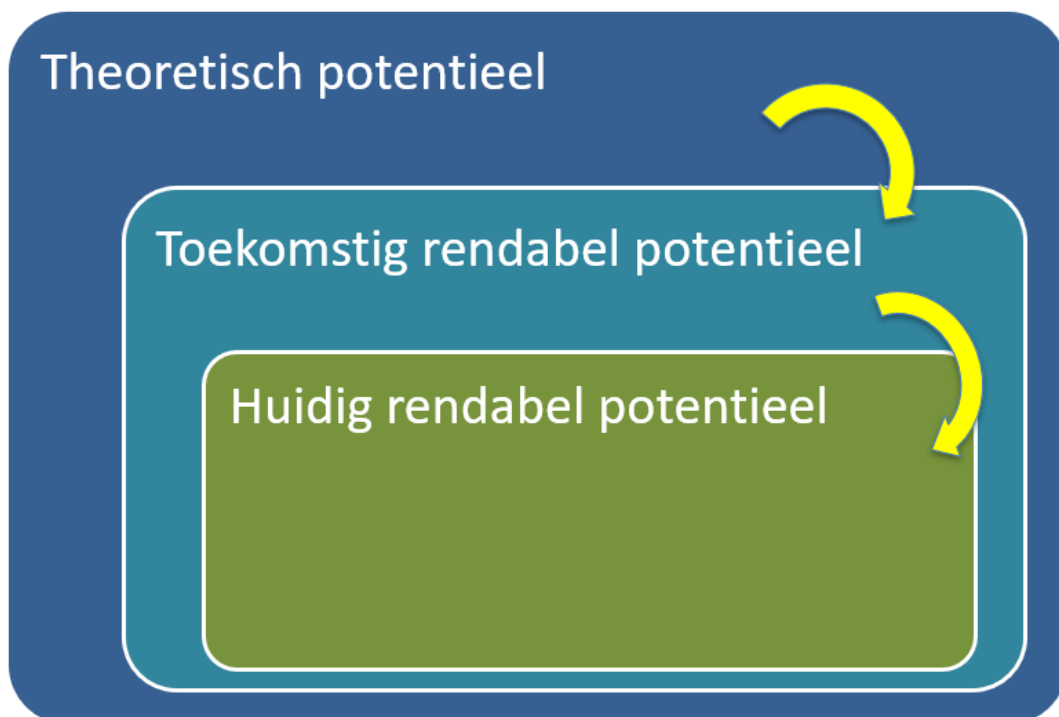 Theoretisch potentieel
Toekomstig rendabel potentieel
Huidig rendabel potentieel